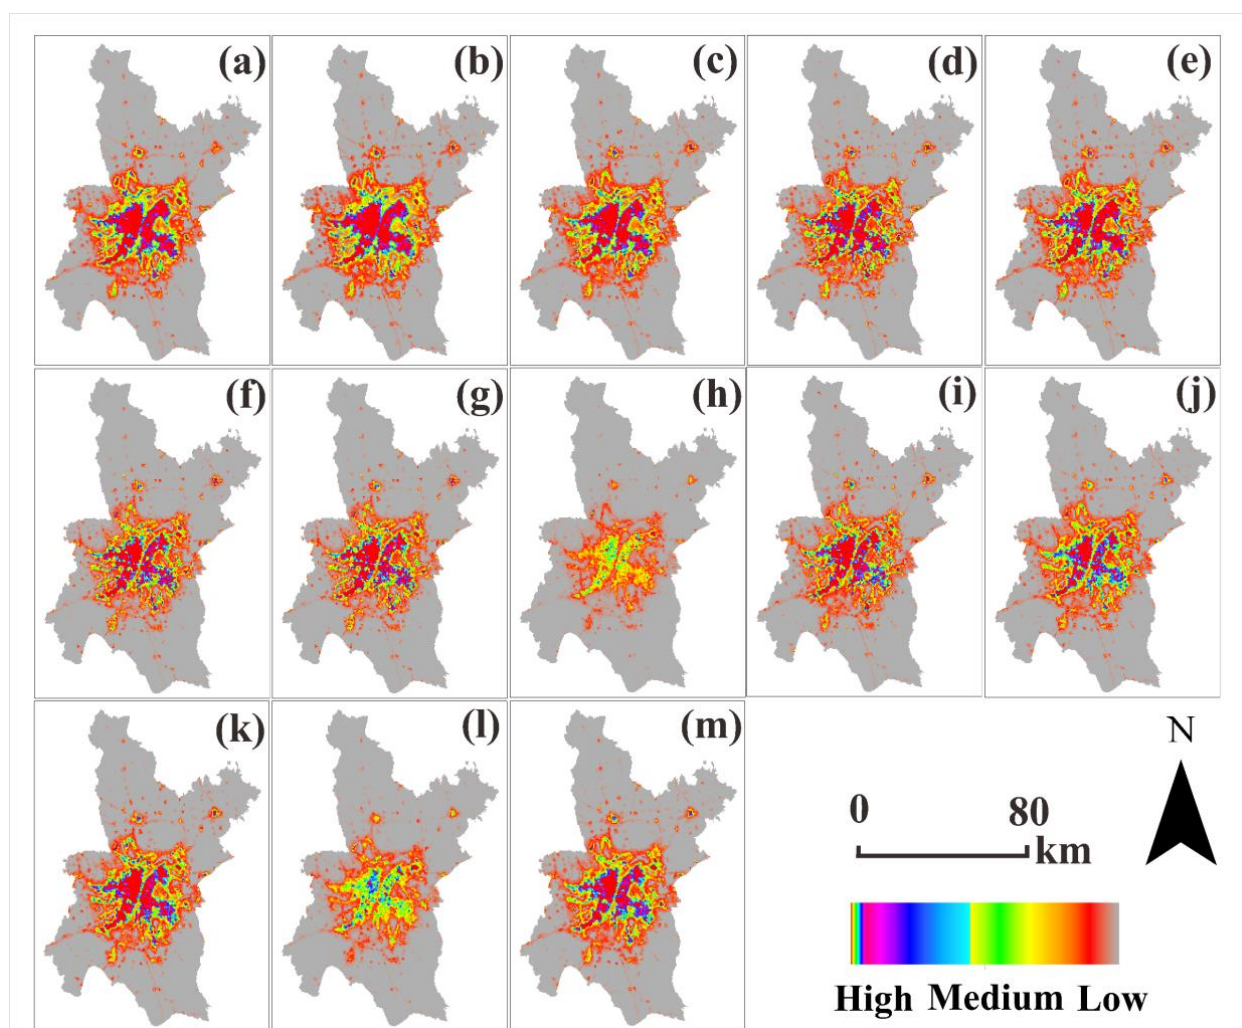 (a) (b) (c) (d) (e)
(f) (g) (h) (i) (j)
(k) (l) (m)
N
0 80
km
High Medium Low